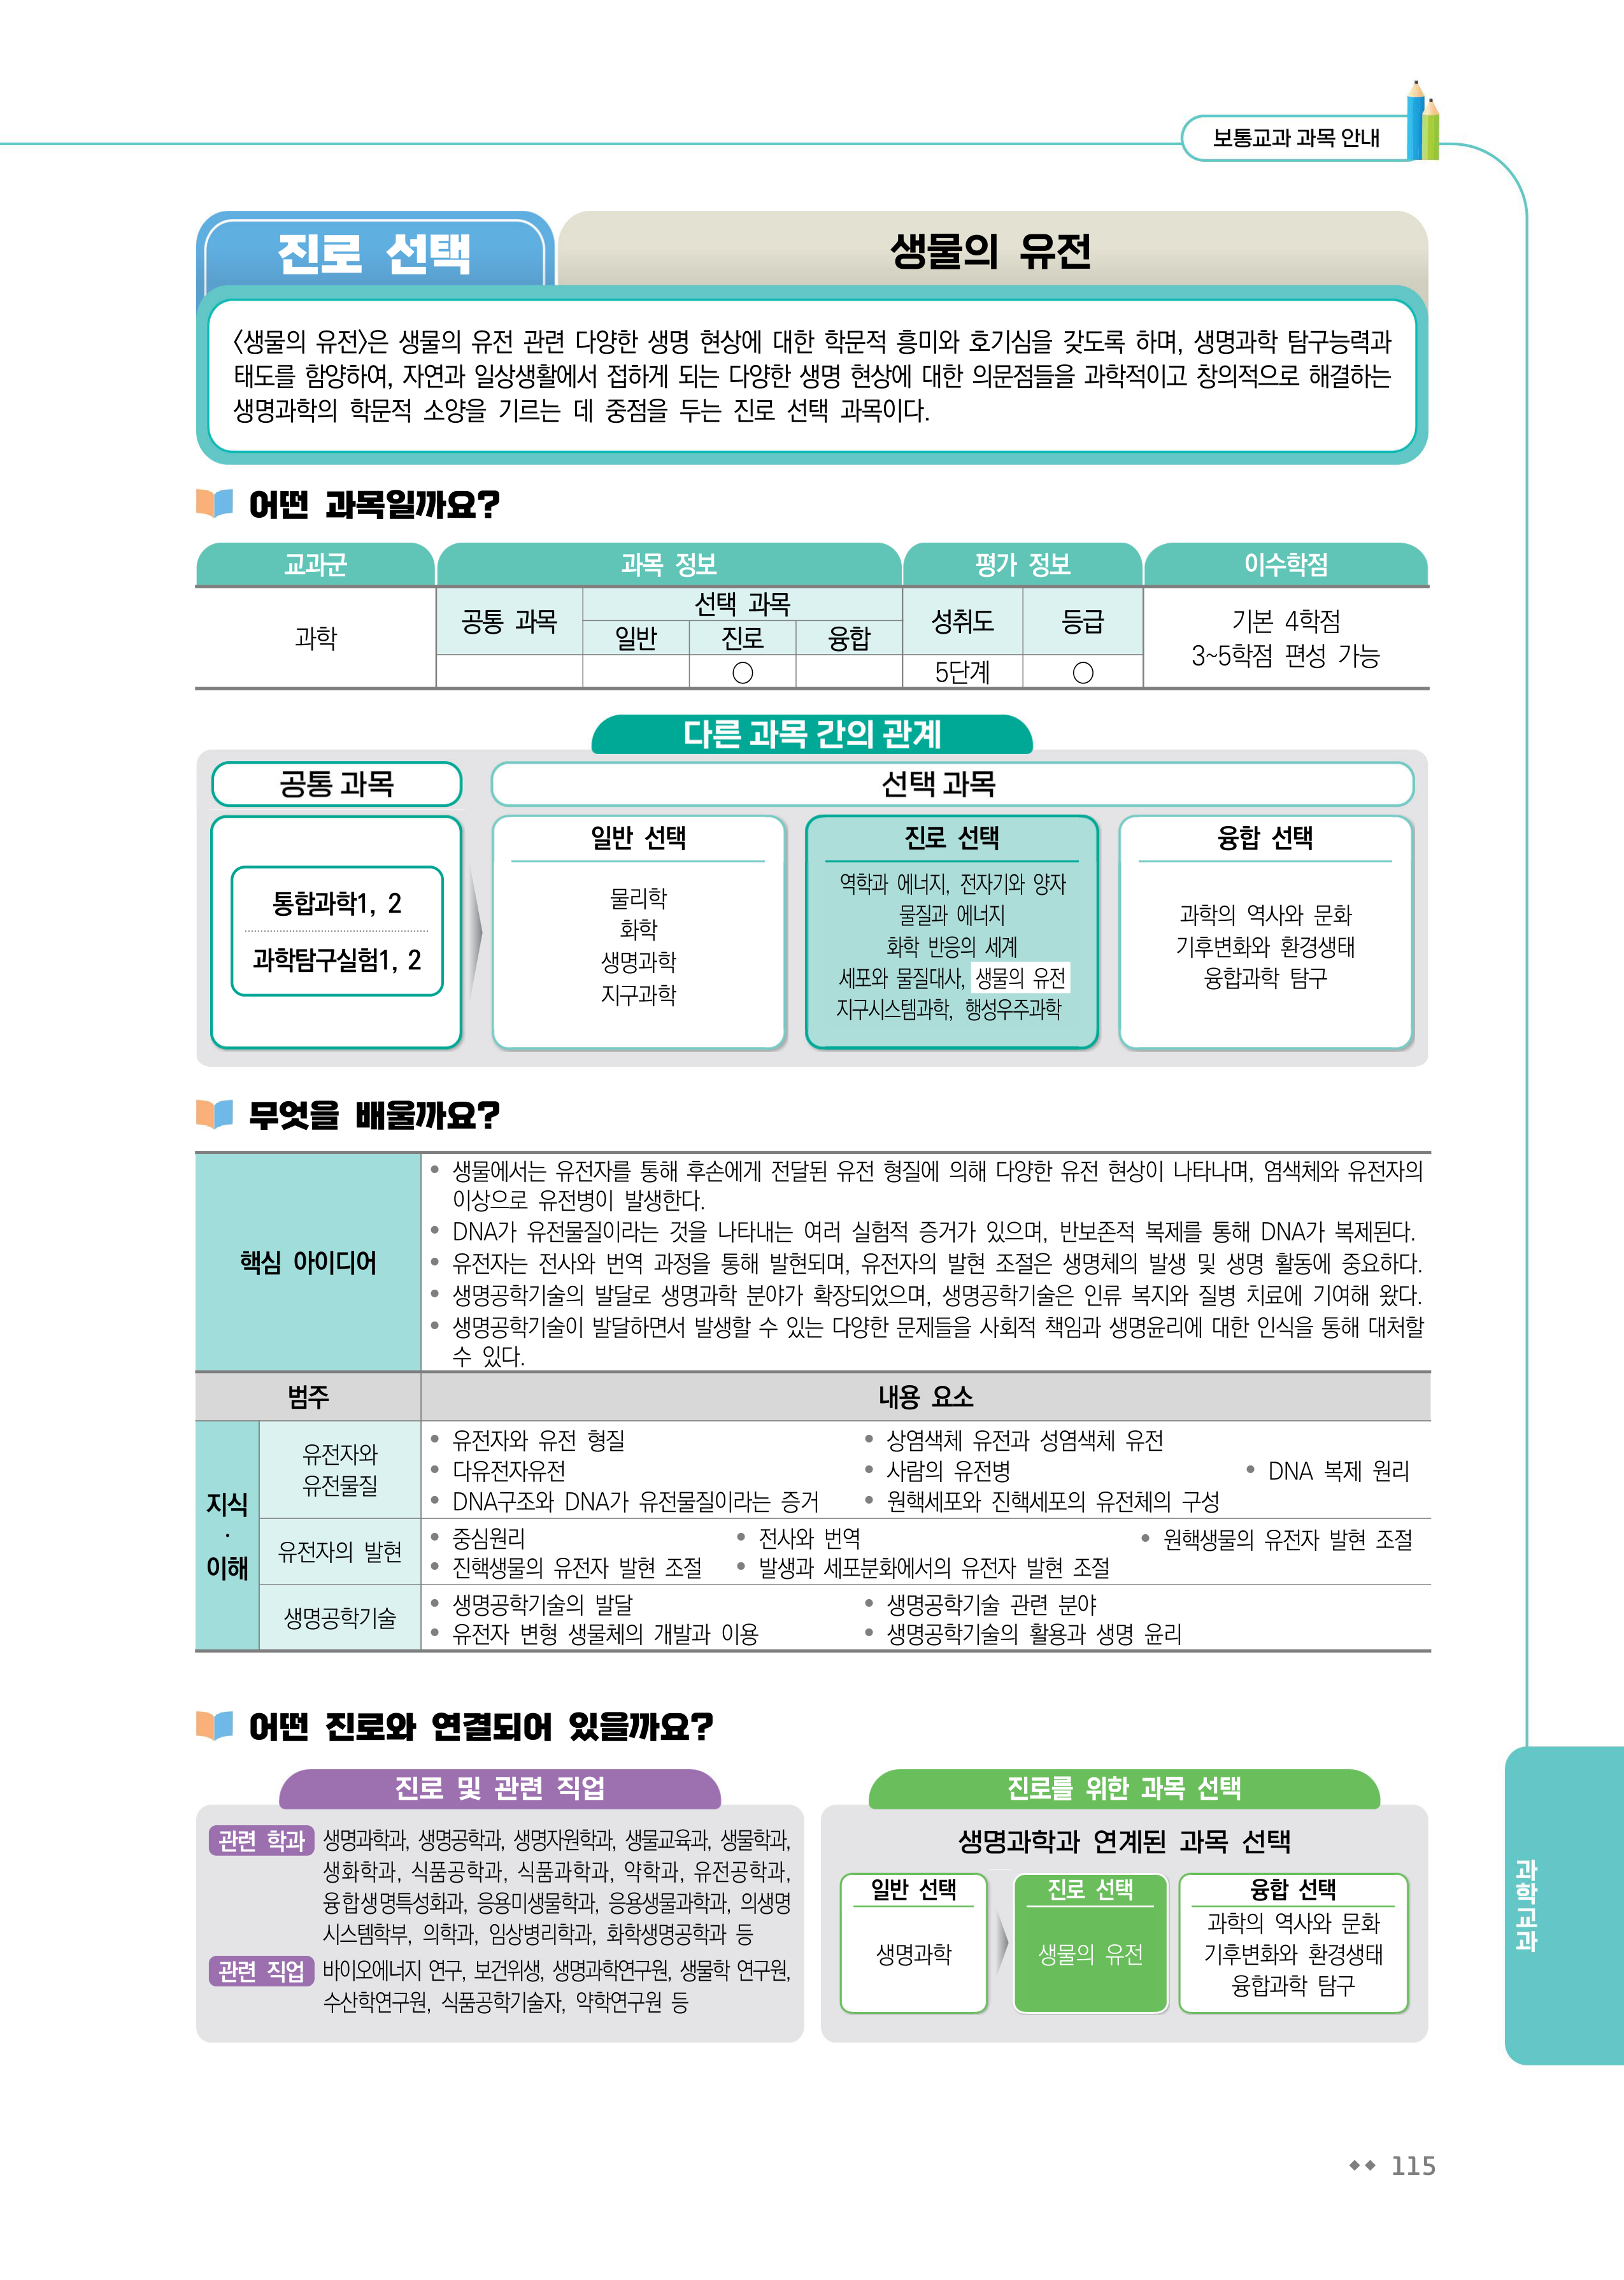 보통교과 과목 안내
진로 선택
생물의 유전
〈생물의 유전〉은 생물의 유전 관련 다양한 생명 현상에 대한 학문적 흥미와 호기심을 갖도록 하며, 생명과학 탐구능력과
태도를 함양하여, 자연과 일상생활에서 접하게 되는 다양한 생명 현상에 대한 의문점들을 과학적이고 창의적으로 해결하는
생명과학의 학문적 소양을 기르는 데 중점을 두는 진로 선택 과목이다.
어떤 과목일까요?
교과군 과목 정보 평가 정보 이수학점
과학
공통 과목
선택 과목
일반 진로 융합
○
성취도 등급
5단계 ○
기본 4학점
3~5학점 편성 가능
다른 과목 간의 관계
공통 과목
통합과학1, 2
과학탐구실험1, 2
선택 과목
일반 선택
물리학
화학
생명과학
지구과학
진로 선택
역학과 에너지, 전자기와 양자
물질과 에너지
화학 반응의 세계
세포와 물질대사, 생물의 유전
지구시스템과학, 행성우주과학
융합 선택
과학의 역사와 문화
기후변화와 환경생태
융합과학 탐구
무엇을 배울까요?
핵심 아이디어
• 생물에서는 유전자를 통해 후손에게 전달된 유전 형질에 의해 다양한 유전 현상이 나타나며, 염색체와 유전자의
이상으로 유전병이 발생한다.
• DNA가 유전물질이라는 것을 나타내는 여러 실험적 증거가 있으며, 반보존적 복제를 통해 DNA가 복제된다.
• 유전자는 전사와 번역 과정을 통해 발현되며, 유전자의 발현 조절은 생명체의 발생 및 생명 활동에 중요하다.
• 생명공학기술의 발달로 생명과학 분야가 확장되었으며, 생명공학기술은 인류 복지와 질병 치료에 기여해 왔다.
• 생명공학기술이 발달하면서 발생할 수 있는 다양한 문제들을 사회적 책임과 생명윤리에 대한 인식을 통해 대처할
수 있다.
범주 내용 요소
지식
·
이해
유전자와
유전물질
• 유전자와 유전 형질 • 상염색체 유전과 성염색체 유전
• 다유전자유전 • 사람의 유전병 • DNA 복제 원리
• DNA구조와 DNA가 유전물질이라는 증거 • 원핵세포와 진핵세포의 유전체의 구성
유전자의 발현
• 중심원리 • 전사와 번역 • 원핵생물의 유전자 발현 조절
• 진핵생물의 유전자 발현 조절 • 발생과 세포분화에서의 유전자 발현 조절
생명공학기술
• 생명공학기술의 발달 • 생명공학기술 관련 분야
• 유전자 변형 생물체의 개발과 이용 • 생명공학기술의 활용과 생명 윤리
어떤 진로와 연결되어 있을까요?
진로 및 관련 직업
관련 학과 생명과학과, 생명공학과, 생명자원학과, 생물교육과, 생물학과,
생화학과, 식품공학과, 식품과학과, 약학과, 유전공학과,
융합생명특성화과, 응용미생물학과, 응용생물과학과, 의생명
시스템학부, 의학과, 임상병리학과, 화학생명공학과 등
관련 직업 바이오에너지 연구, 보건위생, 생명과학연구원, 생물학 연구원,
수산학연구원, 식품공학기술자, 약학연구원 등
진로를 위한 과목 선택
생명과학과 연계된 과목 선택
일반 선택
생명과학
진로 선택
생물의 유전
융합 선택
과학의 역사와 문화
기후변화와 환경생태
융합과학 탐구
과학교과
115